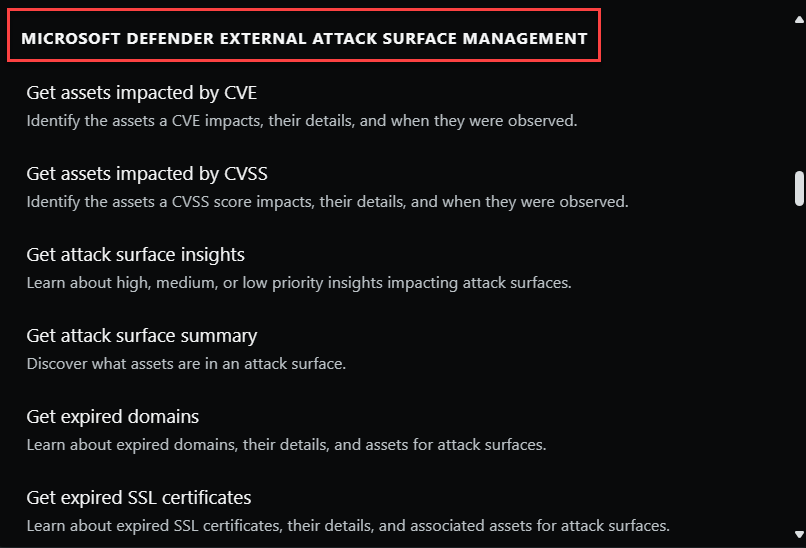 MICROSOFT DEFENDER EXTERNAL ATTACK SURFACE MANAGEMENT
Get assets impacted by CVE
Identify the assets a CVE impacts, their details, and when they were observed.
Get assets impacted by CVSS
Identify the assets a CVSS score impacts, their details, and when they were observed.
Get attack surface insights
Learn about high, medium, or low priority insights impacting attack surfaces.
Get attack surface summary
Discover what assets are in an attack surface.
Get expired domains
Learn about expired domains, their details, and assets for attack surfaces.
Get expired SSL certificates
Learn about expired SSL certificates, their details, and associated assets for attack surfaces.